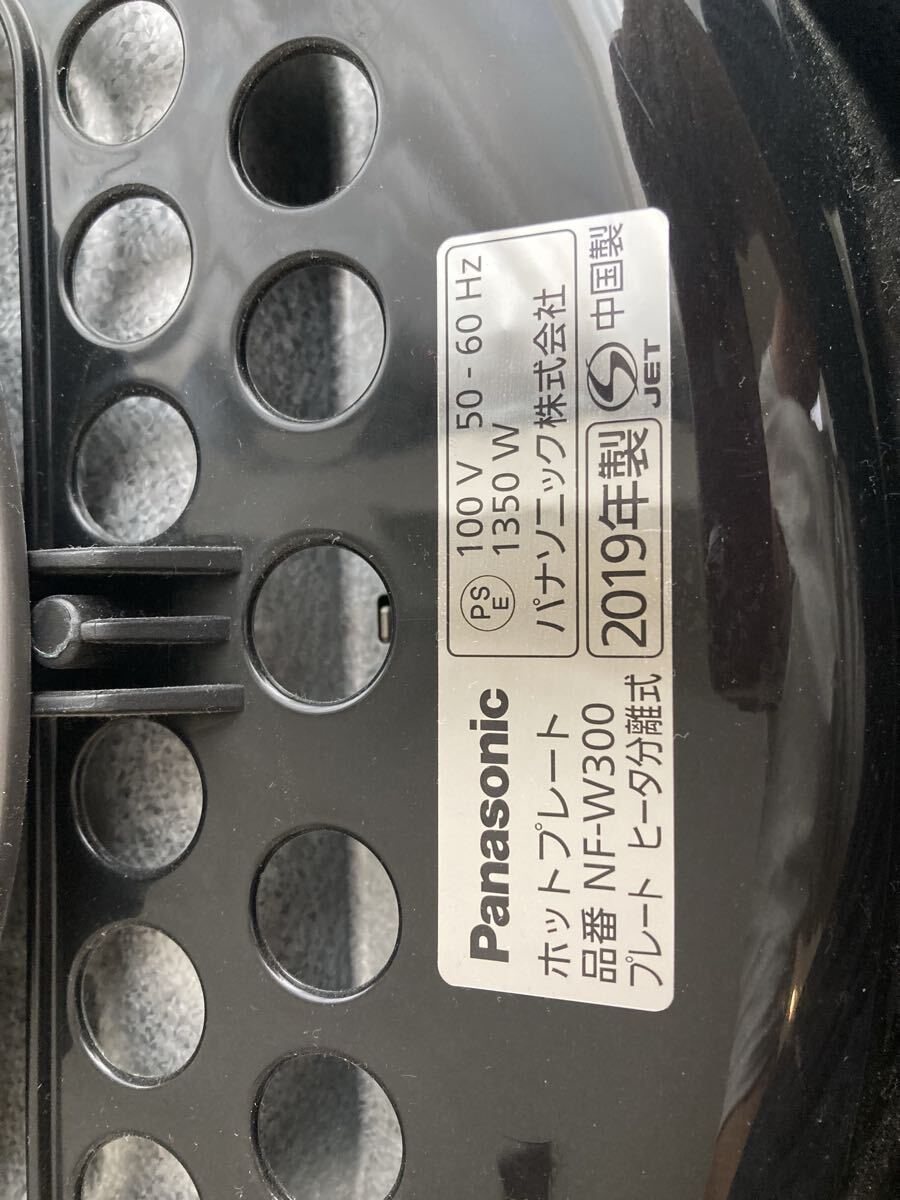 Panasonic
ホットプレート
品番 NF-W300
プレート ヒータ分離式
PSE 100 V 50 - 60 Hz
1350 W
パナソニック株式会社
2019年製 S JET 中国製